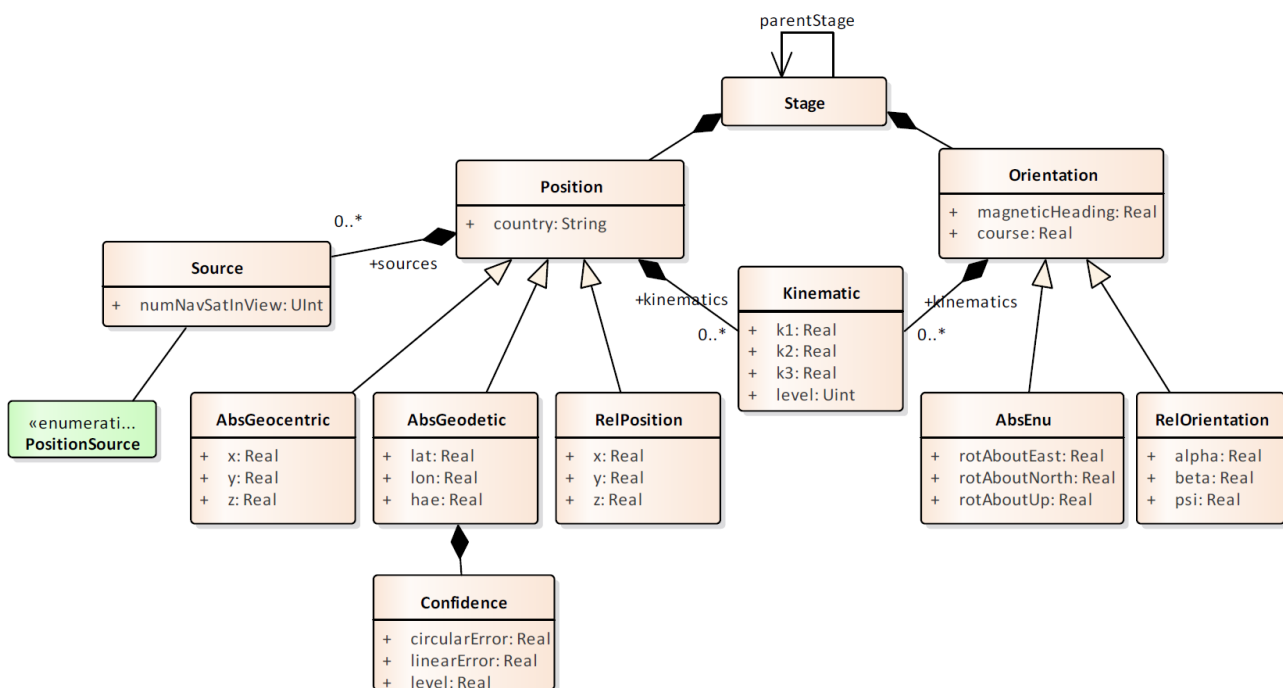 parentStage
Stage
Position
+ country: String
Orientation
+ magneticHeading: Real
+ course: Real
0..*
+sources
Source
+ numNavSatInView: UInt
+kinematics
0..*
Kinematic
+ k1: Real
+ k2: Real
+ k3: Real
+ level: Uint
+kinematics
0..*
«enumerati...
PositionSource
AbsGeocentric
+ x: Real
+ y: Real
+ z: Real
AbsGeodetic
+ lat: Real
+ lon: Real
+ hae: Real
RelPosition
+ x: Real
+ y: Real
+ z: Real
AbsEnu
+ rotAboutEast: Real
+ rotAboutNorth: Real
+ rotAboutUp: Real
RelOrientation
+ alpha: Real
+ beta: Real
+ psi: Real
Confidence
+ circularError: Real
+ linearError: Real
+ level: Real